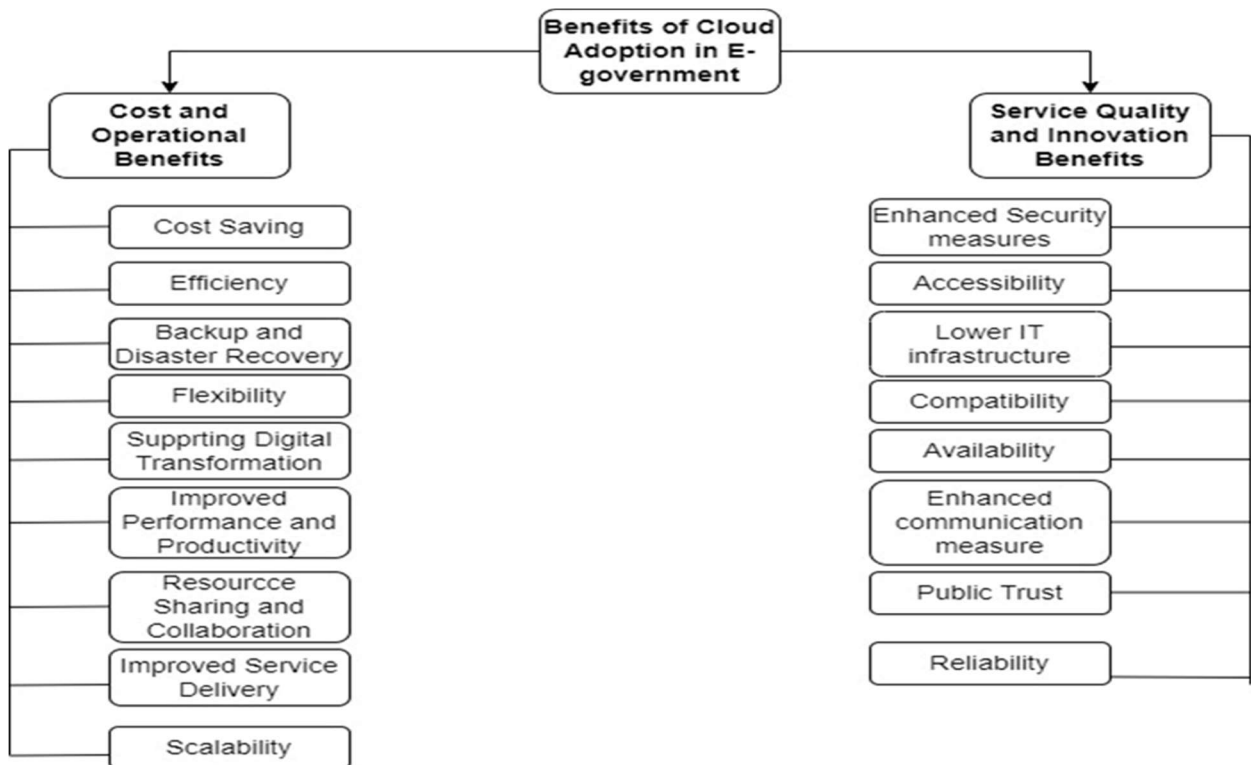 Benefits of Cloud
Adoption in E-
government
Cost and
Operational
Benefits
Cost Saving
Efficiency
Backup and
Disaster Recovery
Flexibility
Supprting Digital
Transformation
Improved
Performance and
Productivity
Resourcce
Sharing and
Collaboration
Improved Service
Delivery
Scalability
Service Quality
and Innovation
Benefits
Enhanced Security
measures
Accessibility
Lower IT
infrastructure
Compatibility
Availability
Enhanced
communication
measure
Public Trust
Reliability